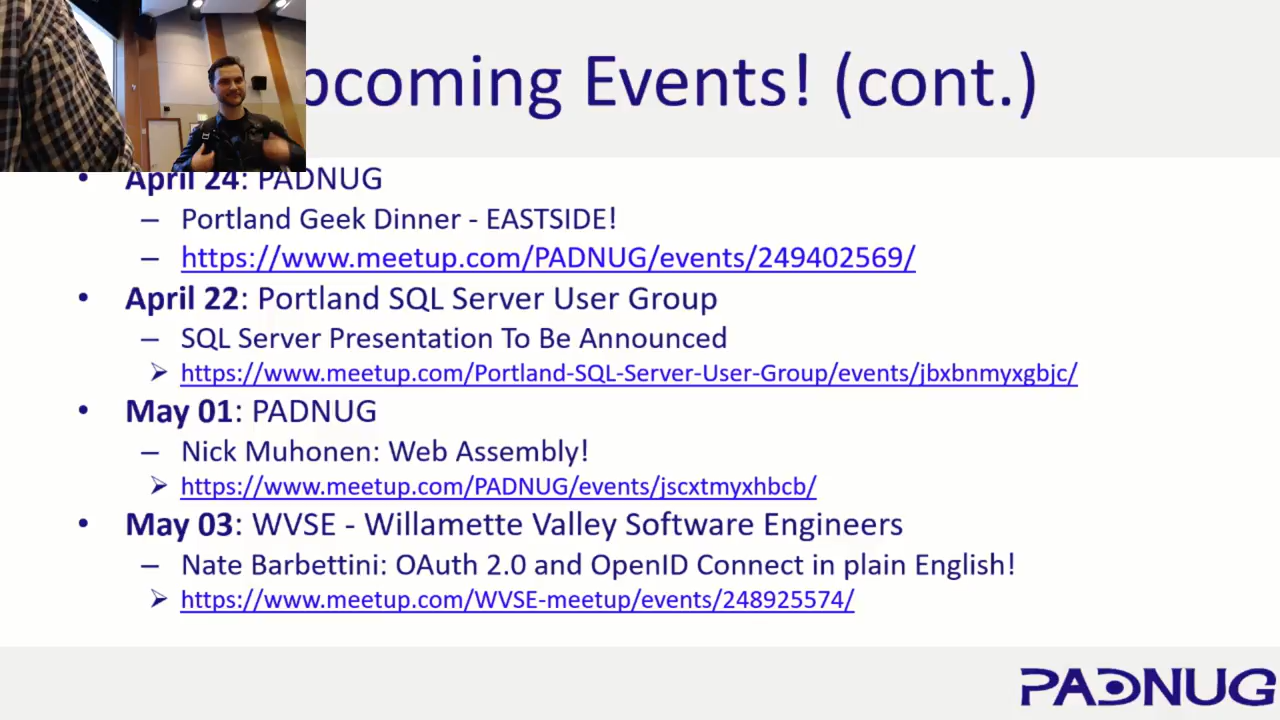 pcoming Events! (cont.)
• April 24: PADNUG
– Portland Geek Dinner - EASTSIDE!
– https://www.meetup.com/PADNUG/events/249402569/
• April 22: Portland SQL Server User Group
– SQL Server Presentation To Be Announced
➢ https://www.meetup.com/Portland-SQL-Server-User-Group/events/jbxbnmyxgbjc/
• May 01: PADNUG
– Nick Muhonen: Web Assembly!
➢ https://www.meetup.com/PADNUG/events/jscxtmyxhbcb/
• May 03: WVSE - Willamette Valley Software Engineers
– Nate Barbettini: OAuth 2.0 and OpenID Connect in plain English!
➢ https://www.meetup.com/WVSE-meetup/events/248925574/
PADNUG